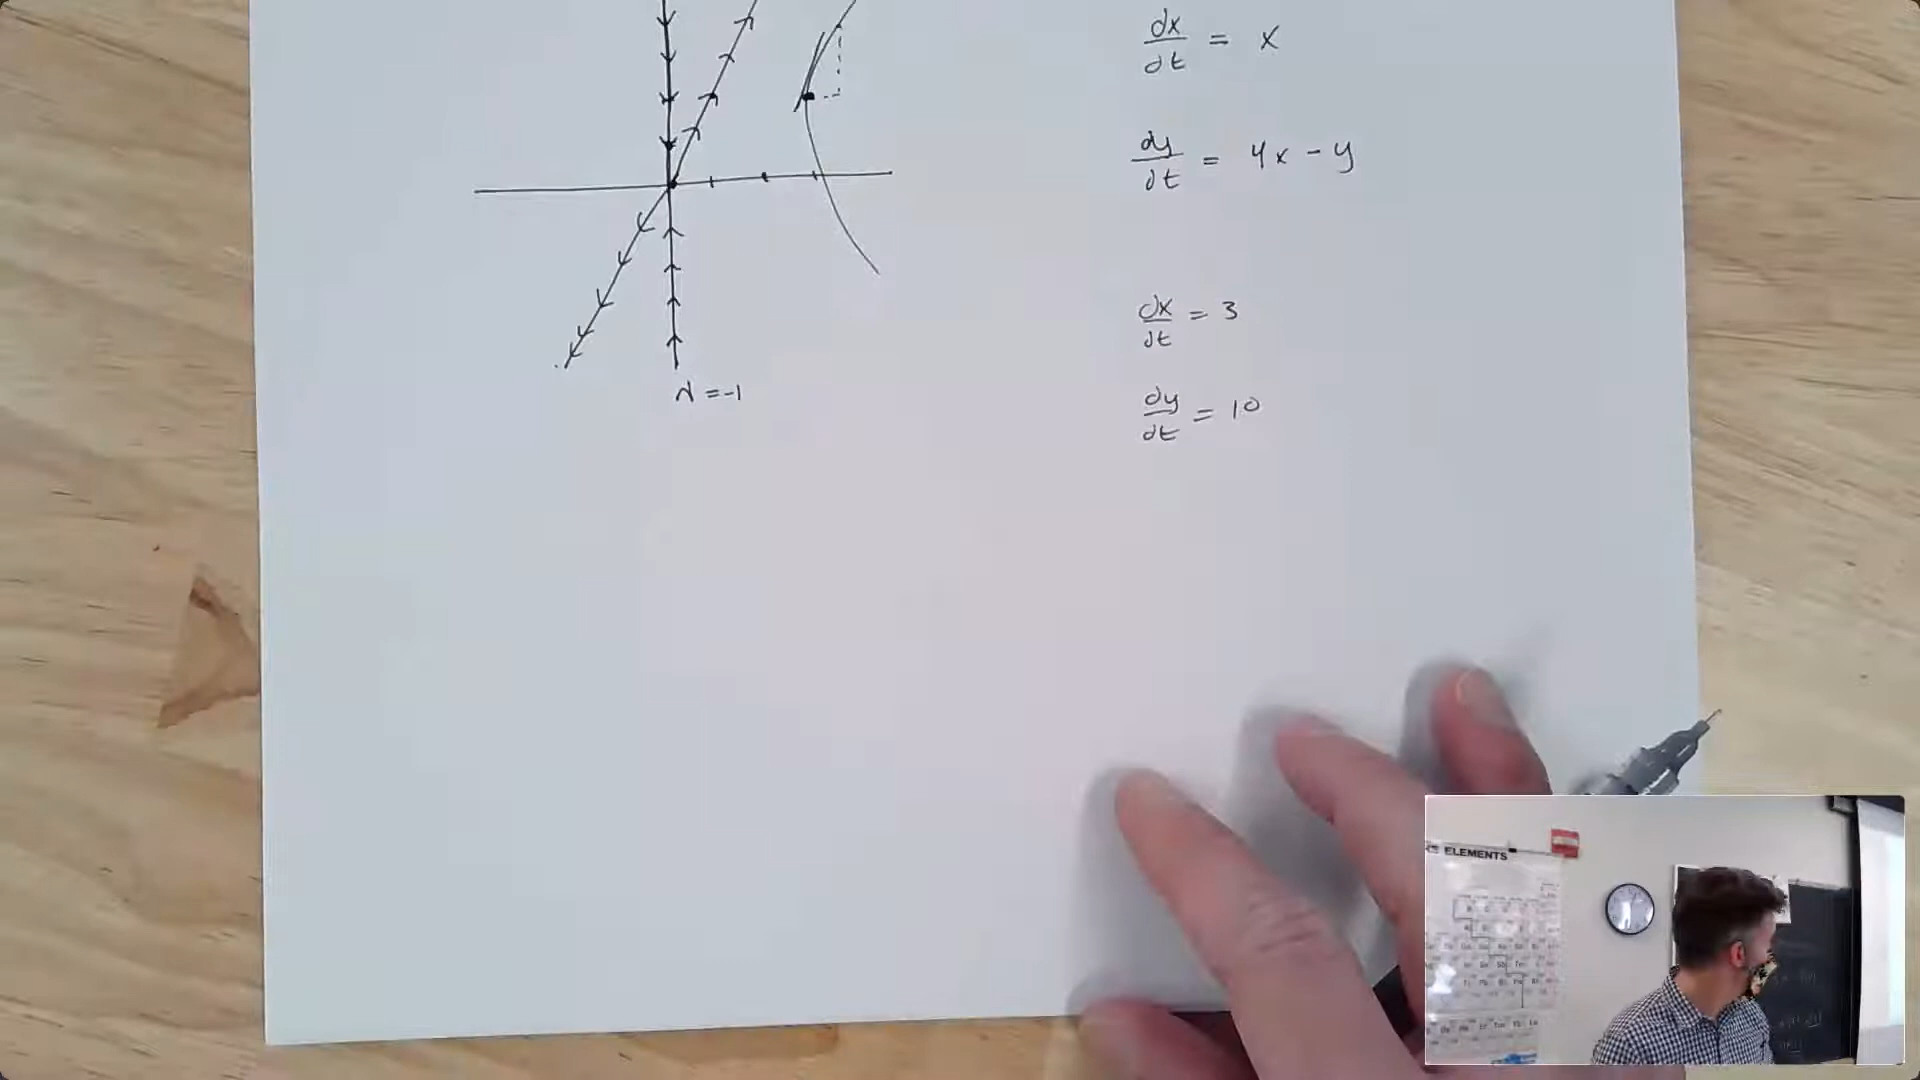 dx/dt = x
dy/dt = 4x - y
dx/dt = 3
dy/dt = 10
λ = -1
ELEMENTS